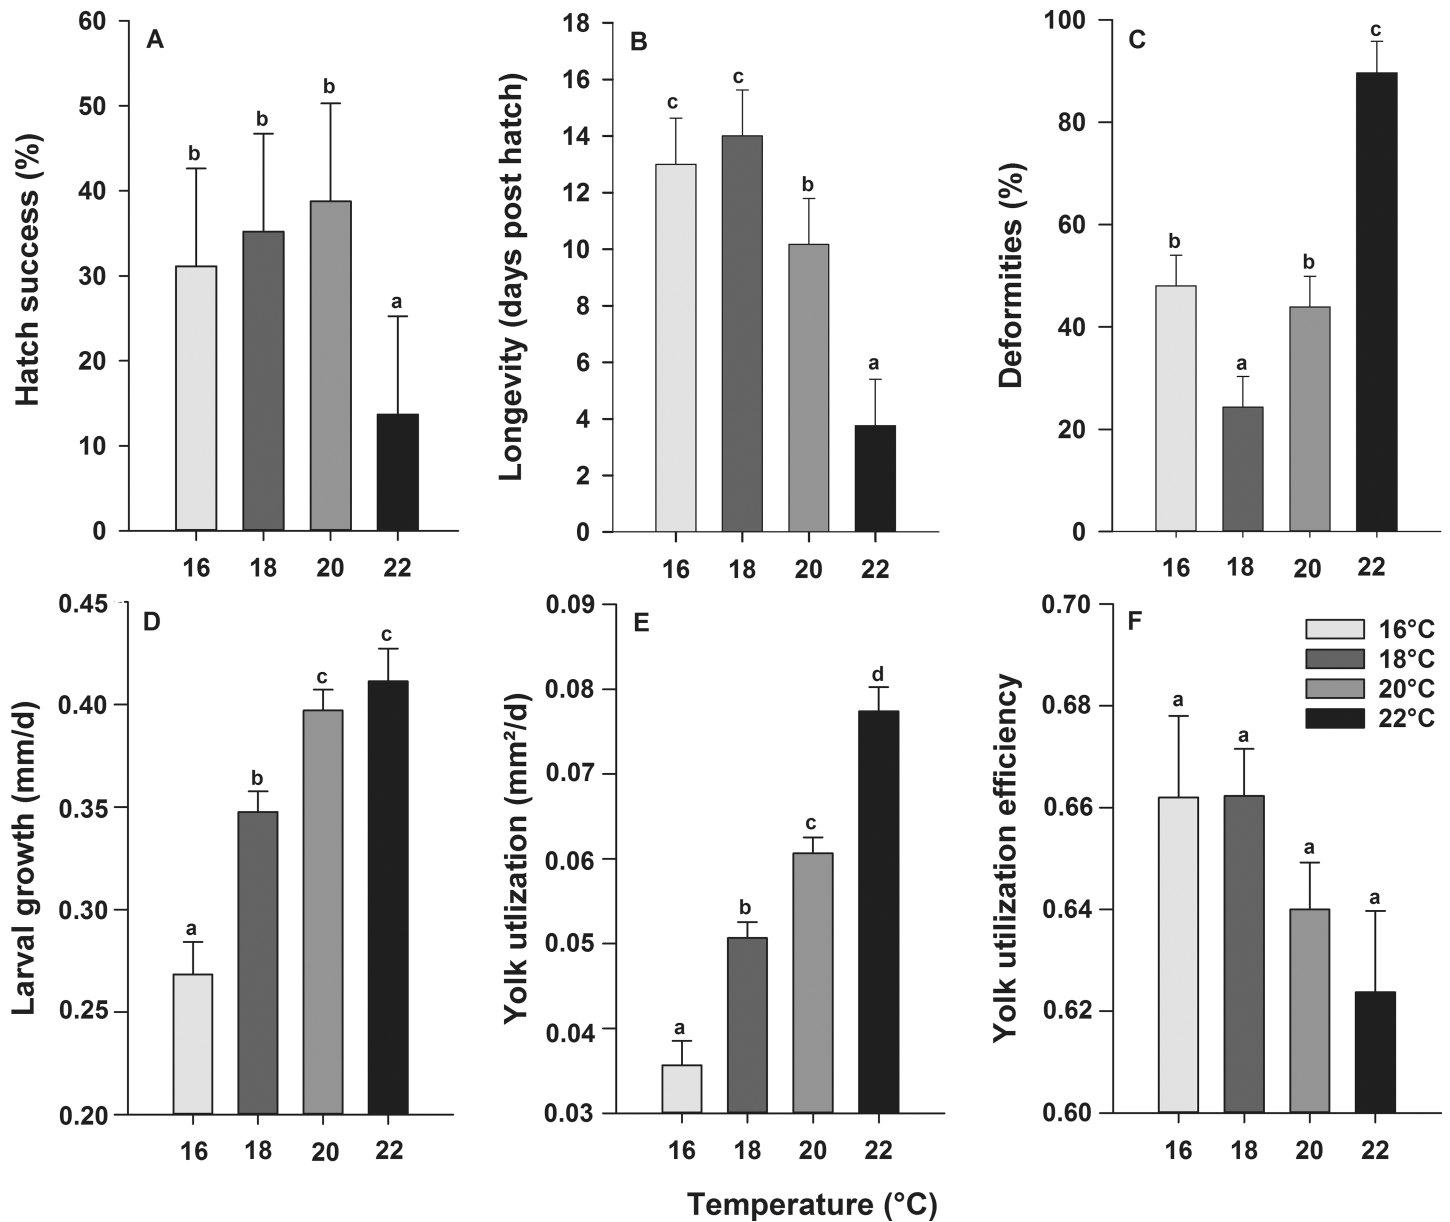 A
Hatch success (%)
60
50
40
30
20
10
0
b
b
b
a
16 18 20 22
B
Longevity (days post hatch)
18
16
14
12
10
8
6
4
2
0
c
c
b
a
16 18 20 22
C
Deformities (%)
100
80
60
40
20
0
b
a
b
c
16 18 20 22
D
Larval growth (mm/d)
0.45
0.40
0.35
0.30
0.25
0.20
a
b
c
c
16 18 20 22
E
Yolk utlization (mm²/d)
0.09
0.08
0.07
0.06
0.05
0.04
0.03
a
b
c
d
16 18 20 22
F
Yolk utilization efficiency
0.70
0.68
0.66
0.64
0.62
0.60
a
a
a
a
16 18 20 22
16°C
18°C
20°C
22°C
Temperature (°C)